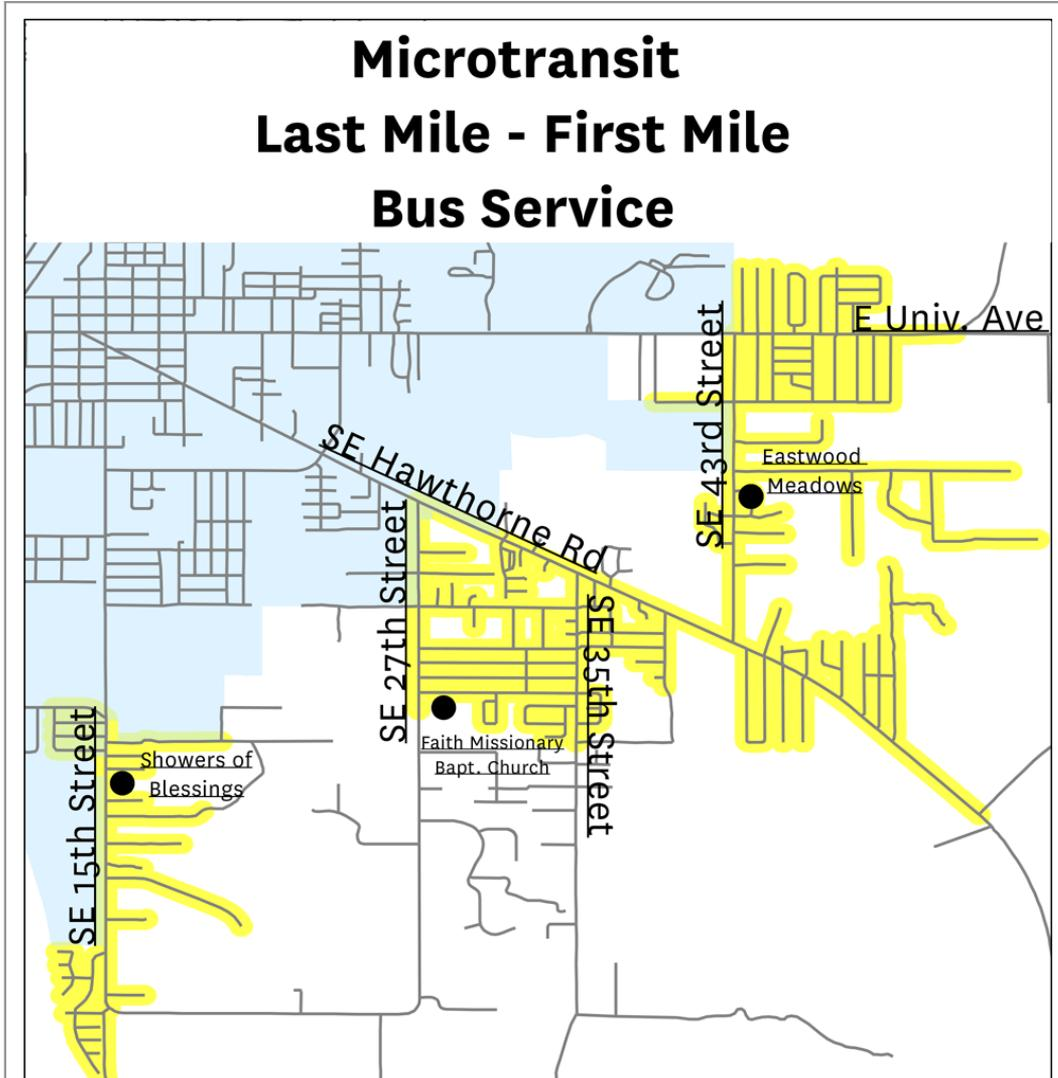 Microtransit
Last Mile - First Mile
Bus Service
E Univ. Ave
SE 43rd Street
SE Hawthorne Rd
Eastwood
Meadows
SE 27th Street
SE 35th Street
SE 15th Street
Faith Missionary
Bapt. Church
Showers of
Blessings